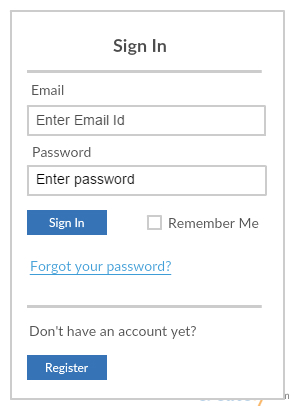 Sign In
Email
Enter Email Id
Password
Enter password
Sign In
Remember Me
Forgot your password?
Don't have an account yet?
Register